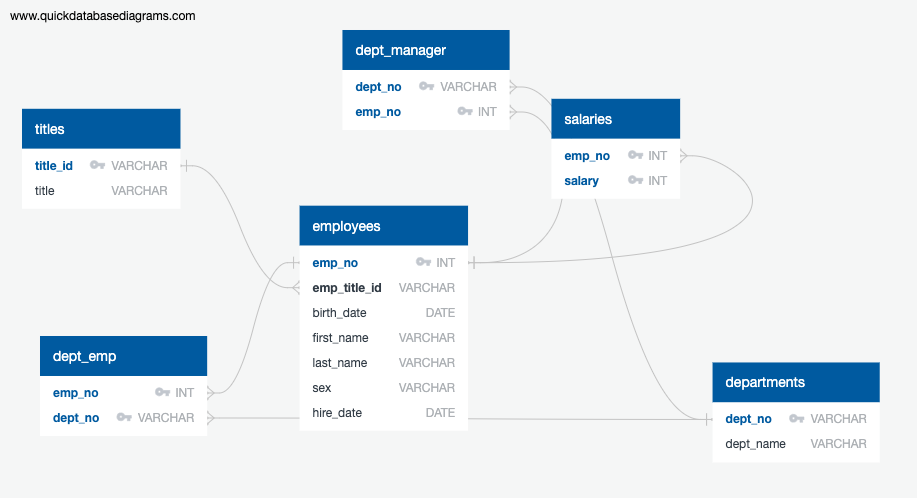 www.quickdatabasediagrams.com
dept_manager
dept_no VARCHAR
emp_no INT
salaries
emp_no INT
salary INT
titles
title_id VARCHAR
title VARCHAR
employees
emp_no INT
emp_title_id VARCHAR
birth_date DATE
first_name VARCHAR
last_name VARCHAR
sex VARCHAR
hire_date DATE
dept_emp
emp_no INT
dept_no VARCHAR
departments
dept_no VARCHAR
dept_name VARCHAR